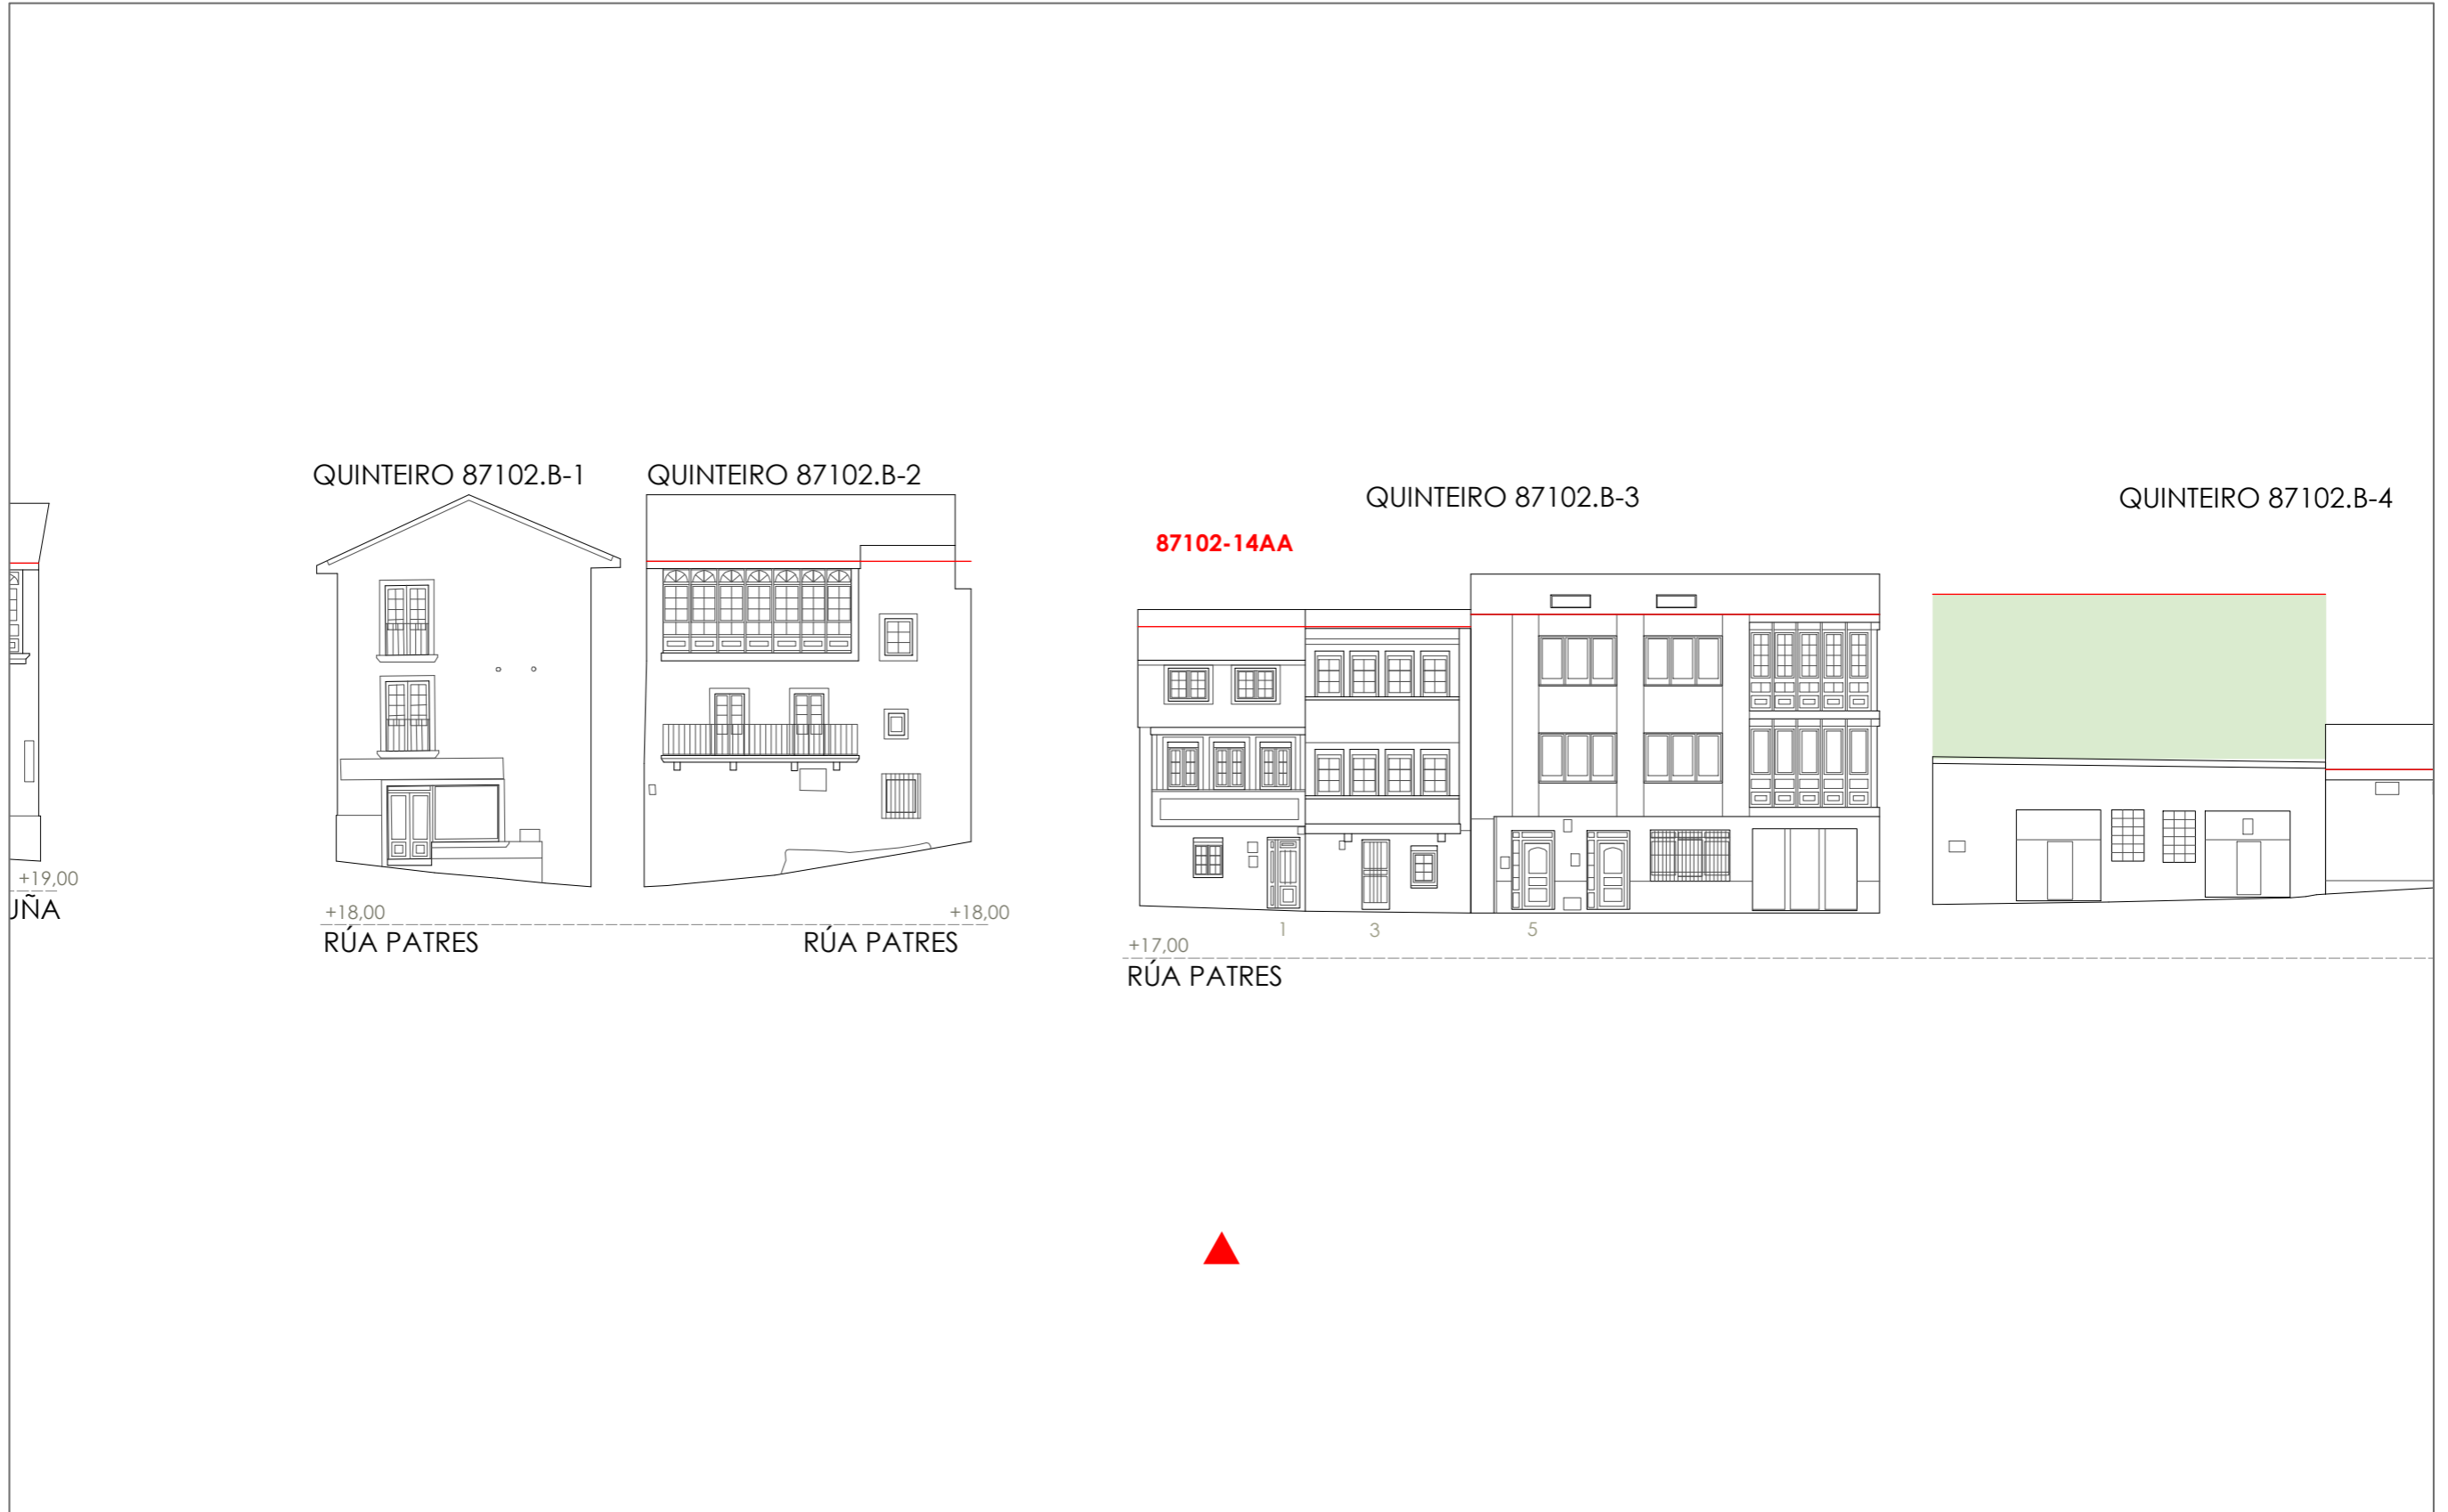 QUINTEIRO 87102.B-1
QUINTEIRO 87102.B-2
QUINTEIRO 87102.B-3
QUINTEIRO 87102.B-4
87102-14AA
+19,00
UÑA
+18,00
+18,00
RÚA PATRES
RÚA PATRES
1
3
5
+17,00
RÚA PATRES